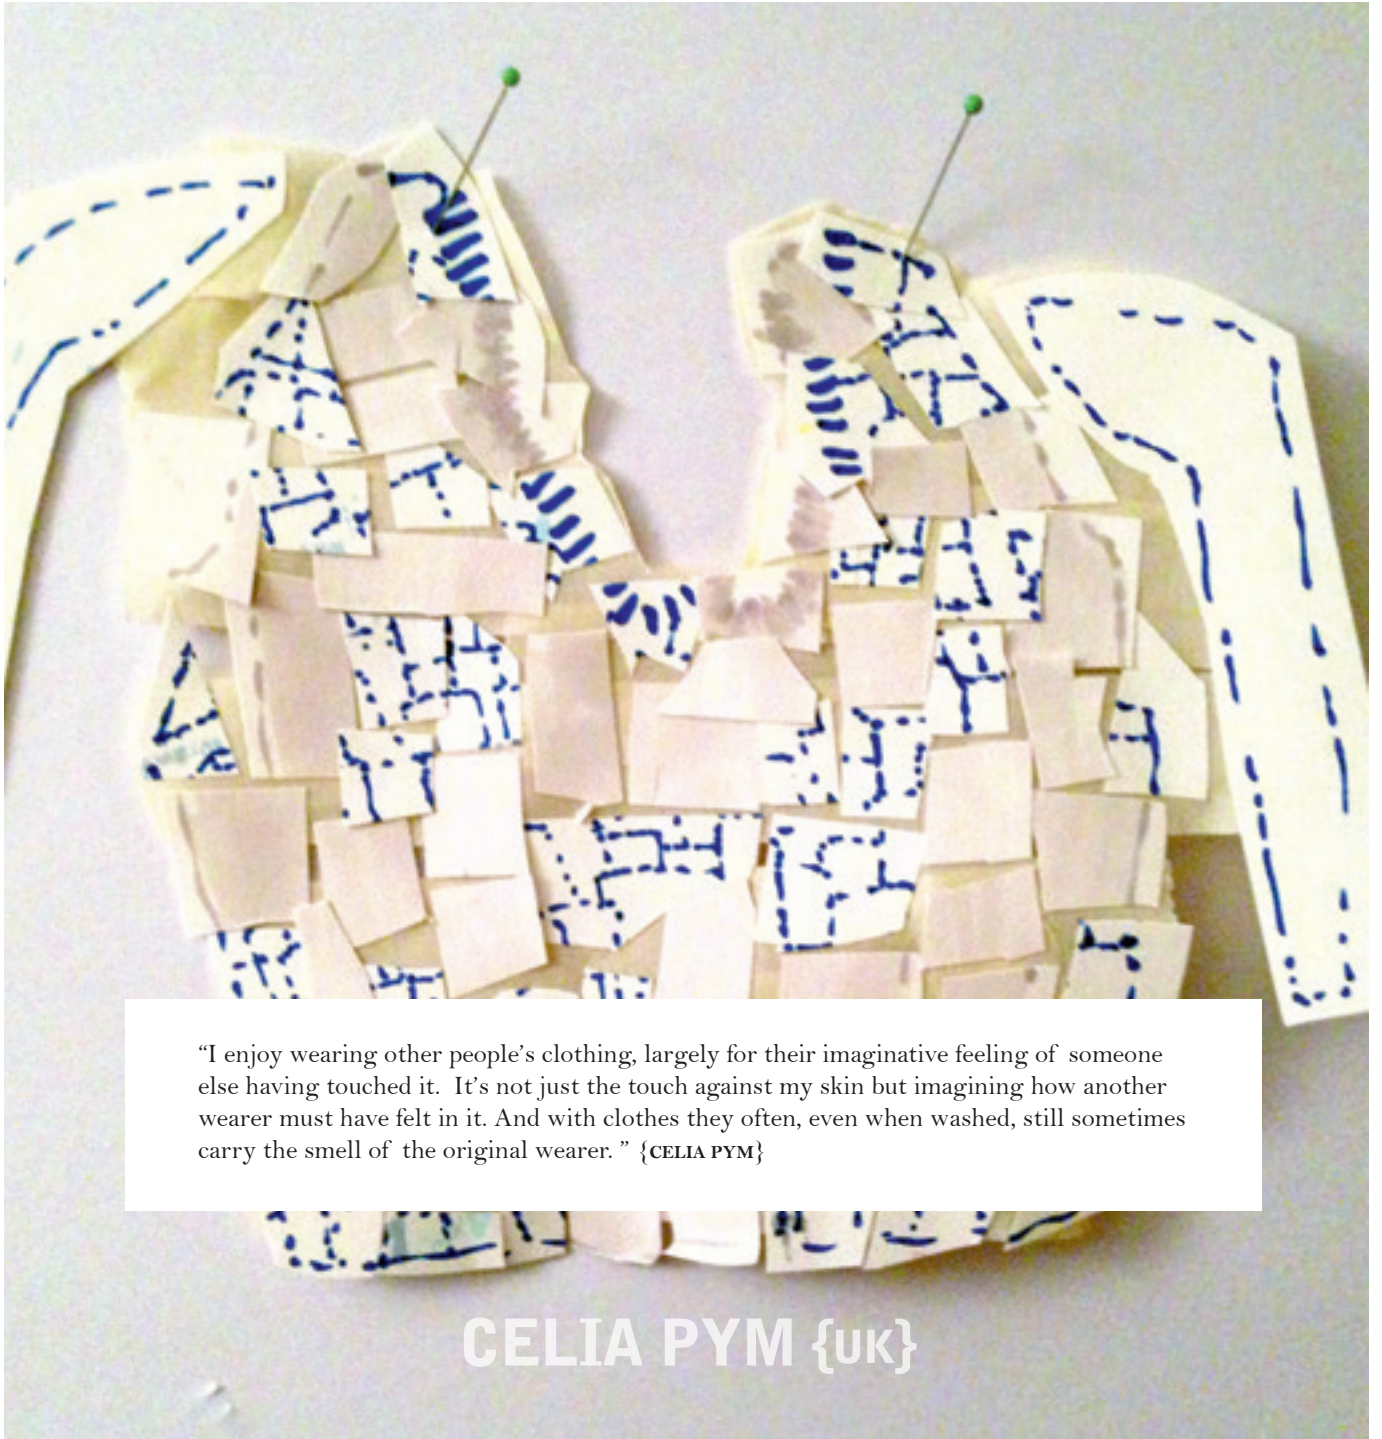 “I enjoy wearing other people’s clothing, largely for their imaginative feeling of someone
else having touched it. It’s not just the touch against my skin but imagining how another
wearer must have felt in it. And with clothes they often, even when washed, still sometimes
carry the smell of the original wearer. ” {CELIA PYM}
CELIA PYM {UK}